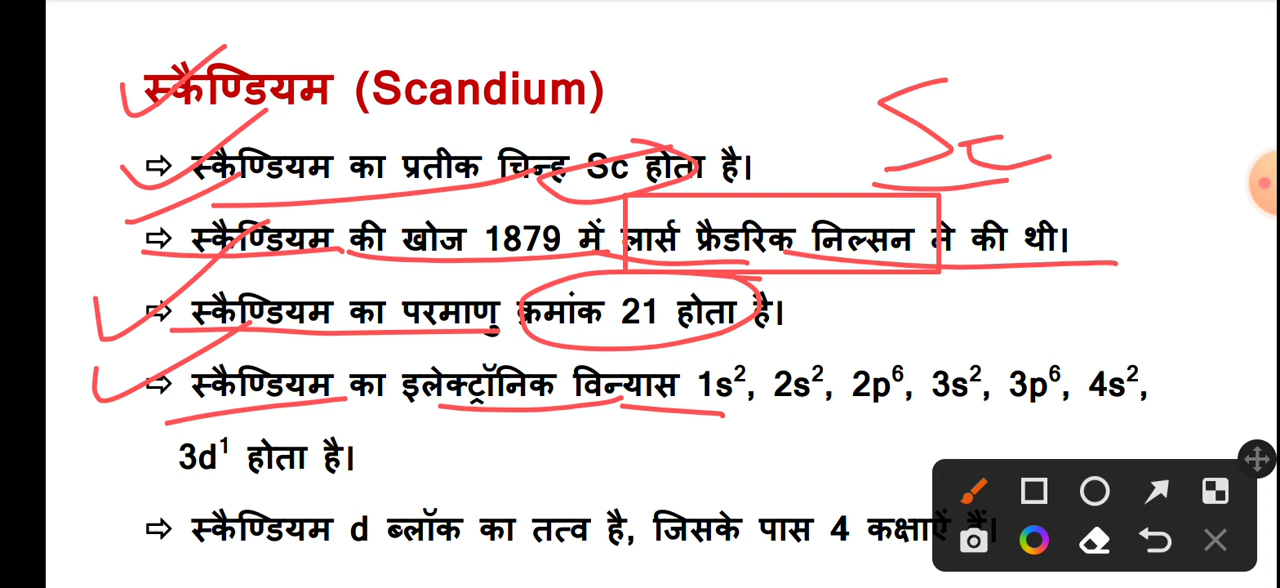 स्कैण्डियम (Scandium)
Sc
⇨ स्कैण्डियम का प्रतीक चिन्ह Sc होता है।
⇨ स्कैण्डियम की खोज 1879 में लार्स फ्रैडरिक निल्सन ने की थी।
⇨ स्कैण्डियम का परमाणु क्रमांक 21 होता है।
⇨ स्कैण्डियम का इलेक्ट्रॉनिक विन्यास 1s², 2s², 2p⁶, 3s², 3p⁶, 4s²,
3d¹ होता है।
⇨ स्कैण्डियम d ब्लॉक का तत्व है, जिसके पास 4 कक्षाऐं हैं।